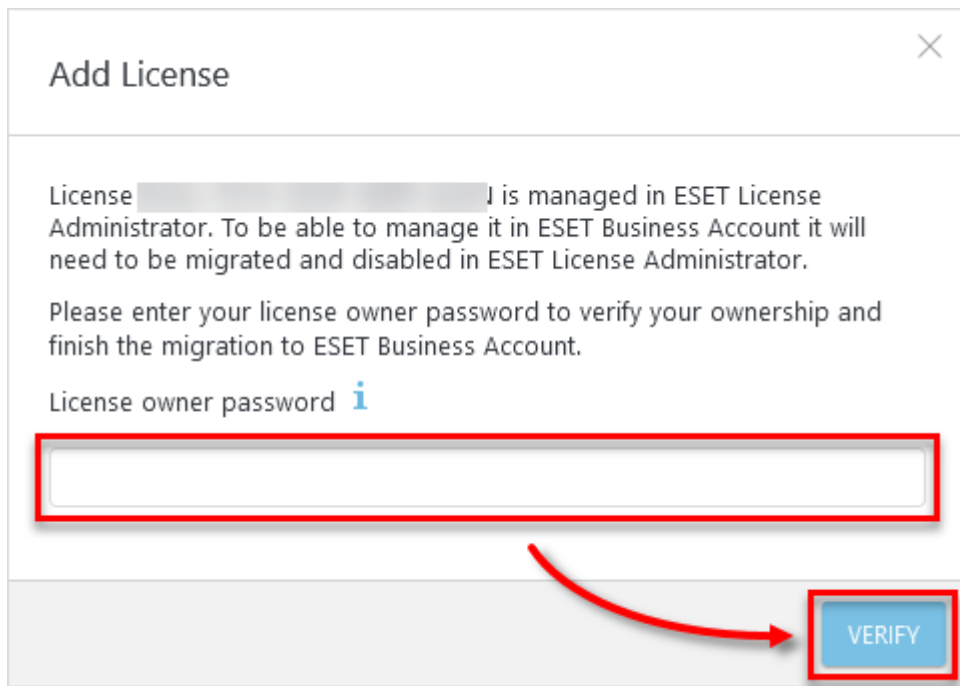 Add License
License N is managed in ESET License
Administrator. To be able to manage it in ESET Business Account it will
need to be migrated and disabled in ESET License Administrator.
Please enter your license owner password to verify your ownership and
finish the migration to ESET Business Account.
License owner password i
VERIFY